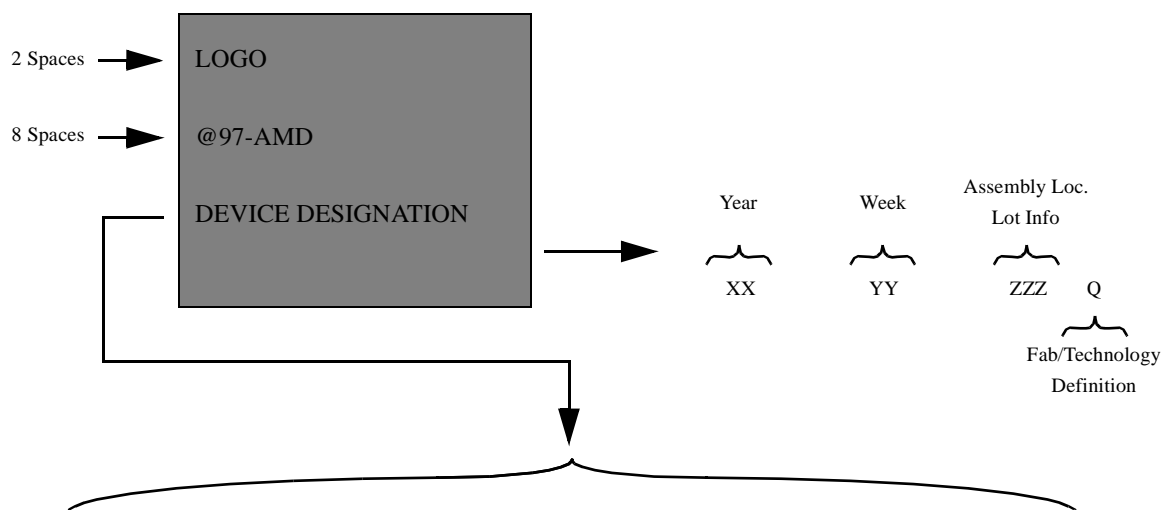 2 Spaces
LOGO
8 Spaces
@97-AMD
DEVICE DESIGNATION
Year
Week
Assembly Loc.
Lot Info
XX
YY
ZZZ
Q
Fab/Technology
Definition